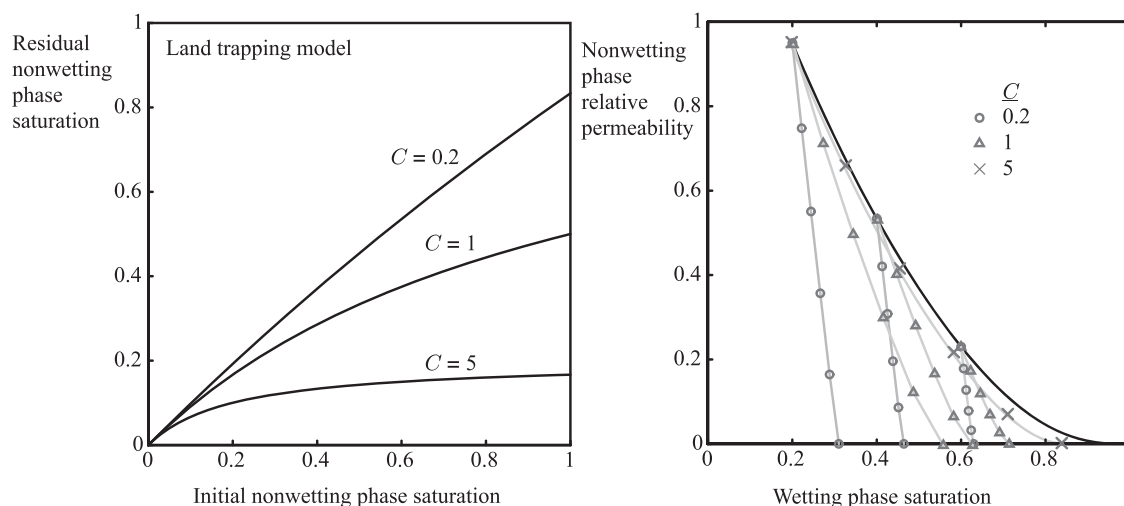 Residual
nonwetting
phase
saturation
1
0.8
0.6
0.4
0.2
0
Land trapping model
C = 0.2
C = 1
C = 5
0 0.2 0.4 0.6 0.8 1
Initial nonwetting phase saturation
Nonwetting
phase
relative
permeability
1
0.8
0.6
0.4
0.2
0
C
0.2
1
5
0 0.2 0.4 0.6 0.8
Wetting phase saturation